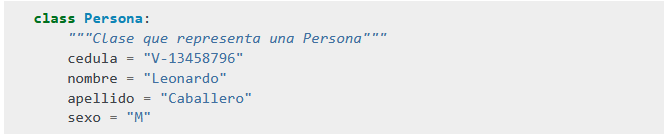 class Persona:
    """Clase que representa una Persona"""
    cedula = "V-13458796"
    nombre = "Leonardo"
    apellido = "Caballero"
    sexo = "M"